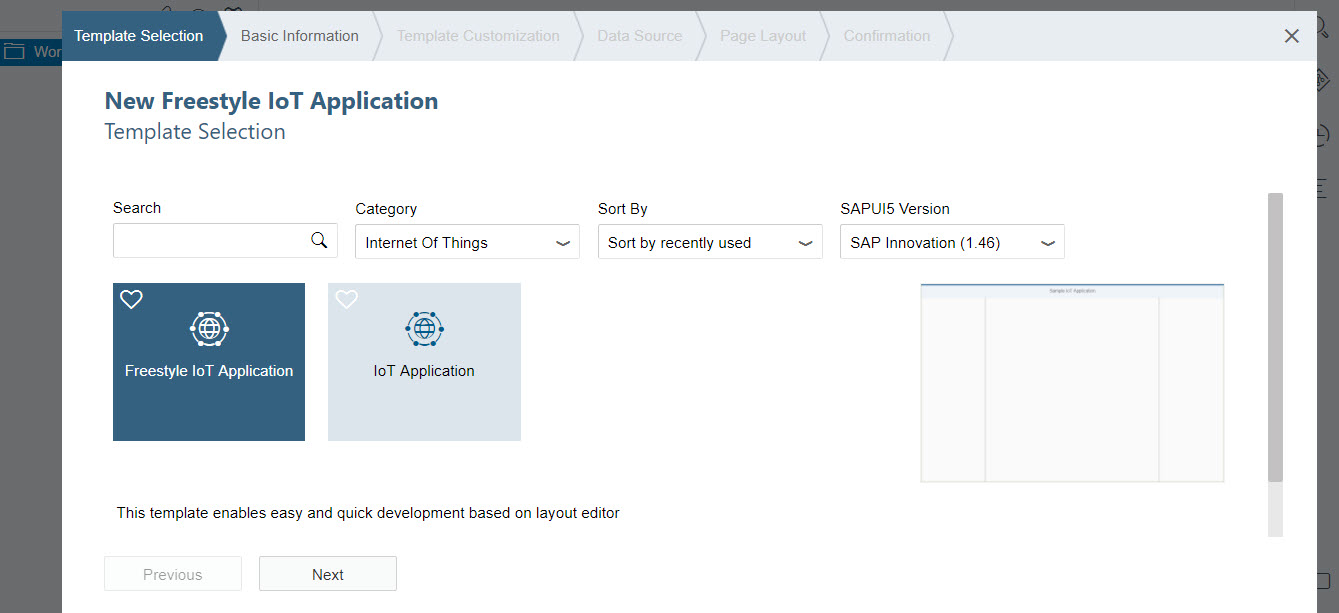 Template Selection
Basic Information
Template Customization
Data Source
Page Layout
Confirmation
Wor
New Freestyle IoT Application
Template Selection
Search
Category
Sort By
SAPUI5 Version
Internet Of Things
Sort by recently used
SAP Innovation (1.46)
Sample IoT Application
Freestyle IoT Application
IoT Application
This template enables easy and quick development based on layout editor
Previous
Next